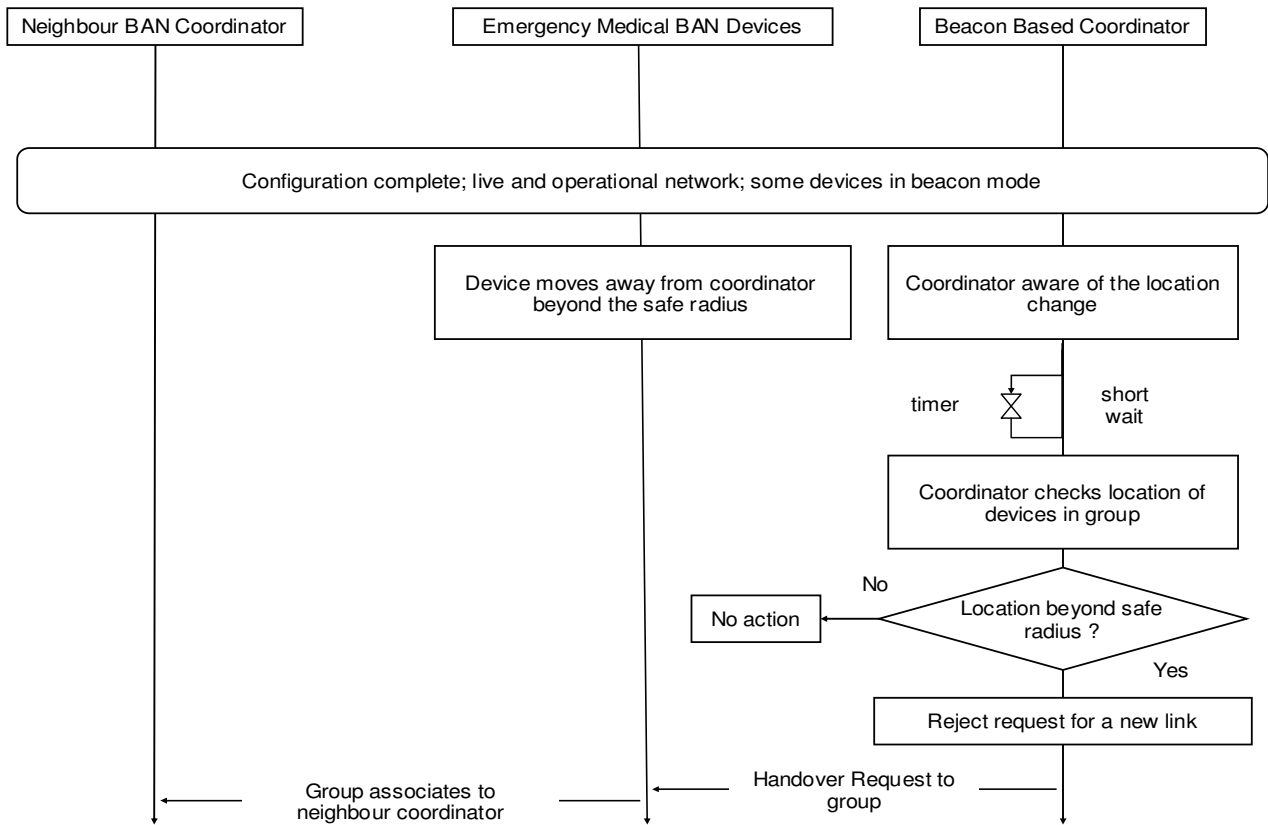 Neighbour BAN Coordinator
Emergency Medical BAN Devices
Beacon Based Coordinator
Configuration complete; live and operational network; some devices in beacon mode
Device moves away from coordinator
beyond the safe radius
Coordinator aware of the location
change
timer
short
wait
Coordinator checks location of
devices in group
No
No action
Location beyond safe
radius ?
Yes
Reject request for a new link
Handover Request to
group
Group associates to
neighbour coordinator